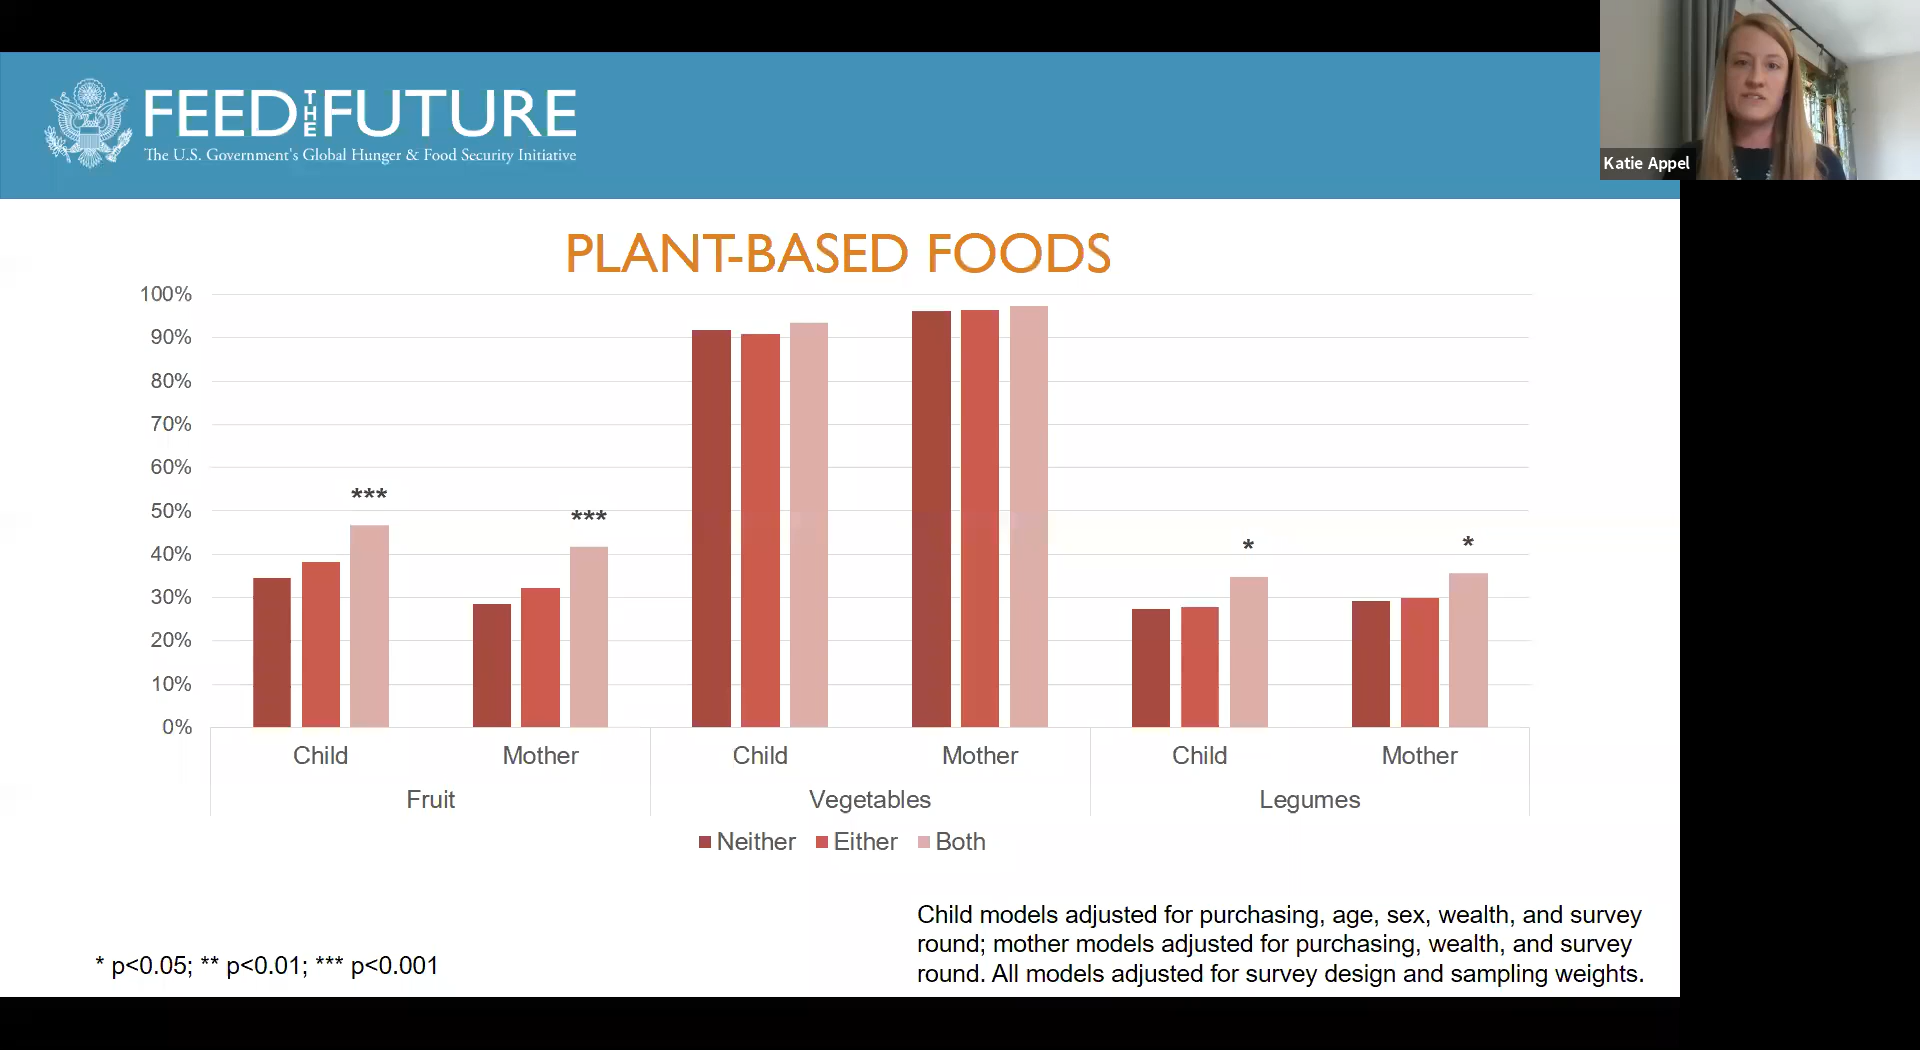 FEED THE FUTURE
The U.S. Government's Global Hunger & Food Security Initiative
Katie Appel
PLANT-BASED FOODS
100%
90%
80%
70%
60%
50%
40%
30%
20%
10%
0%
***
***
*
*
Child
Mother
Child
Mother
Child
Mother
Fruit
Vegetables
Legumes
Neither
Either
Both
Child models adjusted for purchasing, age, sex, wealth, and survey
round; mother models adjusted for purchasing, wealth, and survey
round. All models adjusted for survey design and sampling weights.
* p<0.05; ** p<0.01; *** p<0.001